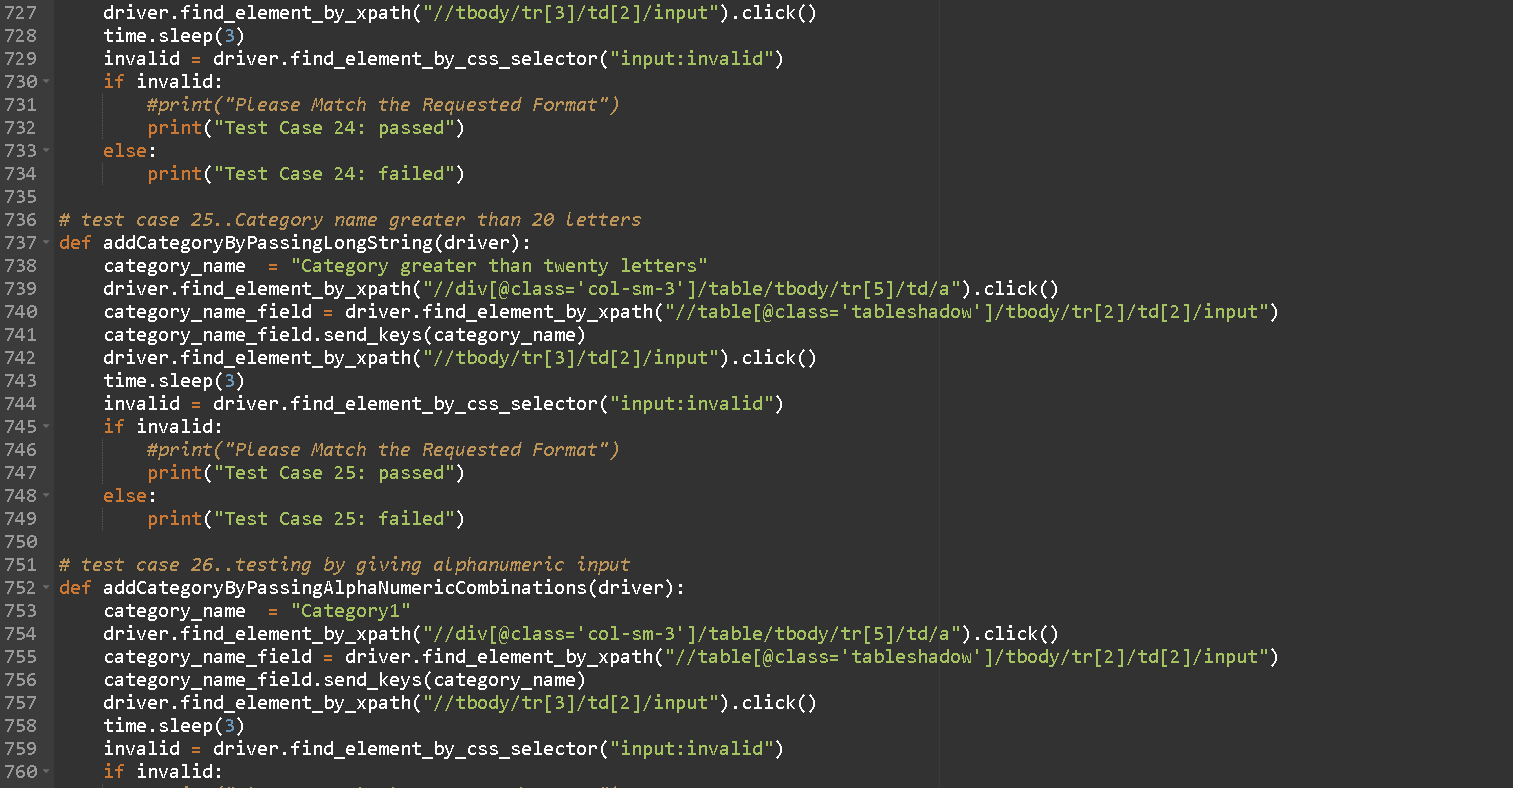 727 driver.find_element_by_xpath("//tbody/tr[3]/td[2]/input").click()
728 time.sleep(3)
729 invalid = driver.find_element_by_css_selector("input:invalid")
730 if invalid:
731 #print("Please Match the Requested Format")
732 print("Test Case 24: passed")
733 else:
734 print("Test Case 24: failed")
735
736 # test case 25..Category name greater than 20 letters
737 def addCategoryByPassingLongString(driver):
738 category_name  = "Category greater than twenty letters"
739 driver.find_element_by_xpath("//div[@class='col-sm-3']/table/tbody/tr[5]/td/a").click()
740 category_name_field = driver.find_element_by_xpath("//table[@class='tableshadow']/tbody/tr[2]/td[2]/input")
741 category_name_field.send_keys(category_name)
742 driver.find_element_by_xpath("//tbody/tr[3]/td[2]/input").click()
743 time.sleep(3)
744 invalid = driver.find_element_by_css_selector("input:invalid")
745 if invalid:
746 #print("Please Match the Requested Format")
747 print("Test Case 25: passed")
748 else:
749 print("Test Case 25: failed")
750
751 # test case 26..testing by giving alphanumeric input
752 def addCategoryByPassingAlphaNumericCombinations(driver):
753 category_name  = "Category1"
754 driver.find_element_by_xpath("//div[@class='col-sm-3']/table/tbody/tr[5]/td/a").click()
755 category_name_field = driver.find_element_by_xpath("//table[@class='tableshadow']/tbody/tr[2]/td[2]/input")
756 category_name_field.send_keys(category_name)
757 driver.find_element_by_xpath("//tbody/tr[3]/td[2]/input").click()
758 time.sleep(3)
759 invalid = driver.find_element_by_css_selector("input:invalid")
760 if invalid: